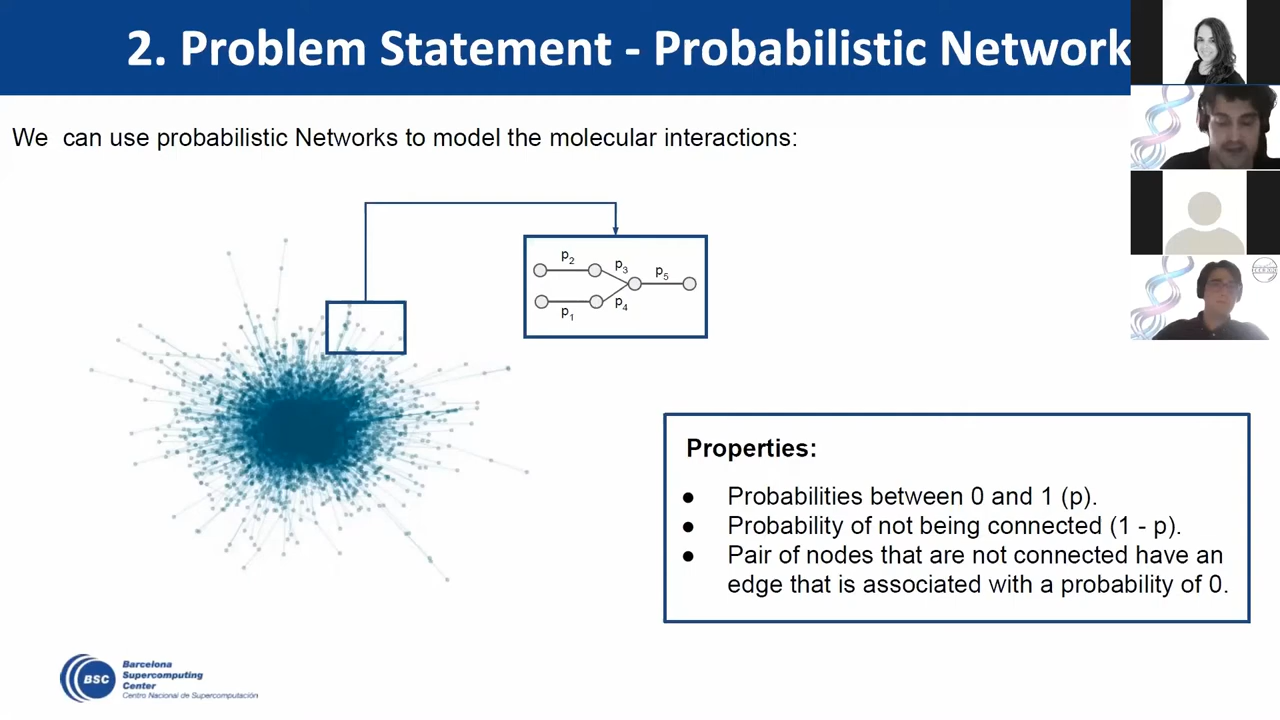 2. Problem Statement - Probabilistic Network
We can use probabilistic Networks to model the molecular interactions:
p2
p3
p5
p4
p1
Properties:
● Probabilities between 0 and 1 (p).
● Probability of not being connected (1 - p).
● Pair of nodes that are not connected have an
edge that is associated with a probability of 0.
BSC
Barcelona
Supercomputing
Center
Centro Nacional de Supercomputación